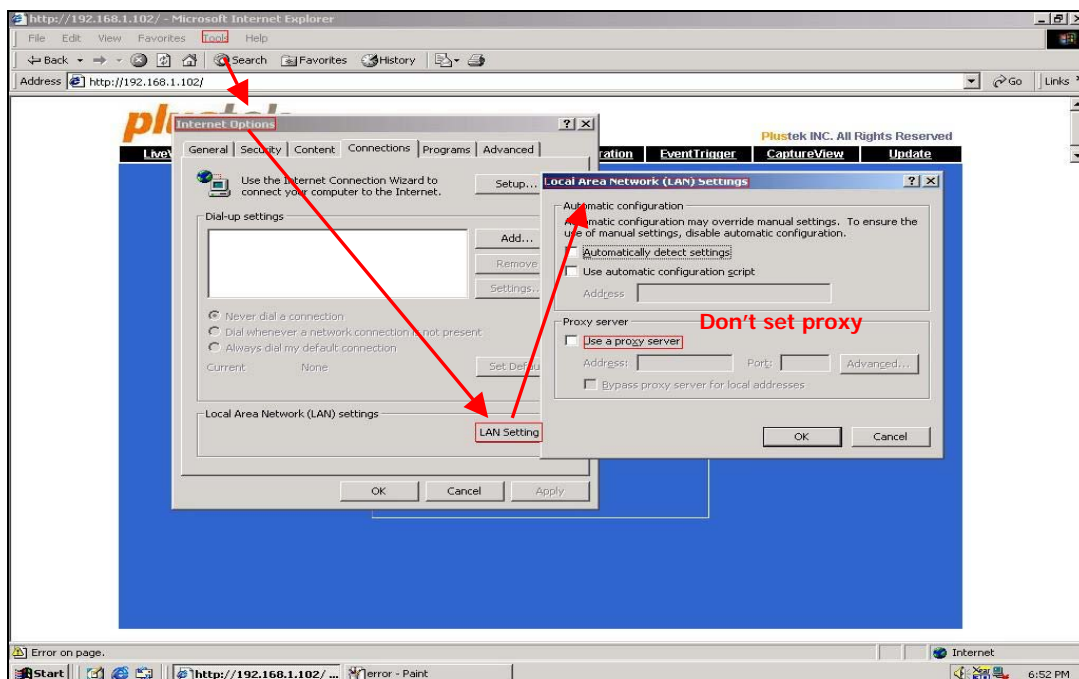 http://192.168.1.102/ - Microsoft Internet Explorer
File Edit View Favorites Tools Help
Back Search Favorites History
Address http://192.168.1.102/ Go Links
Plustek INC. All Rights Reserved
EventTrigger CaptureView Update
Internet Options
General Security Content Connections Programs Advanced
Use the Internet Connection Wizard to
connect your computer to the Internet.
Setup...
Dial-up settings
Add...
Remove
Settings..
Never dial a connection
Dial whenever a network connection is not present
Always dial my default connection
Current None
Local Area Network (LAN) settings
LAN Setting
OK Cancel Apply
Local Area Network (LAN) Settings
Automatic configuration
Automatic configuration may override manual settings. To ensure the
use of manual settings, disable automatic configuration.
Automatically detect settings
Use automatic configuration script
Address
Proxy server
Don't set proxy
Use a proxy server
Address: Port: Advanced...
Bypass proxy server for local addresses
OK Cancel
Error on page.
Internet
Start http://192.168.1.102/ ... error - Paint 6:52 PM